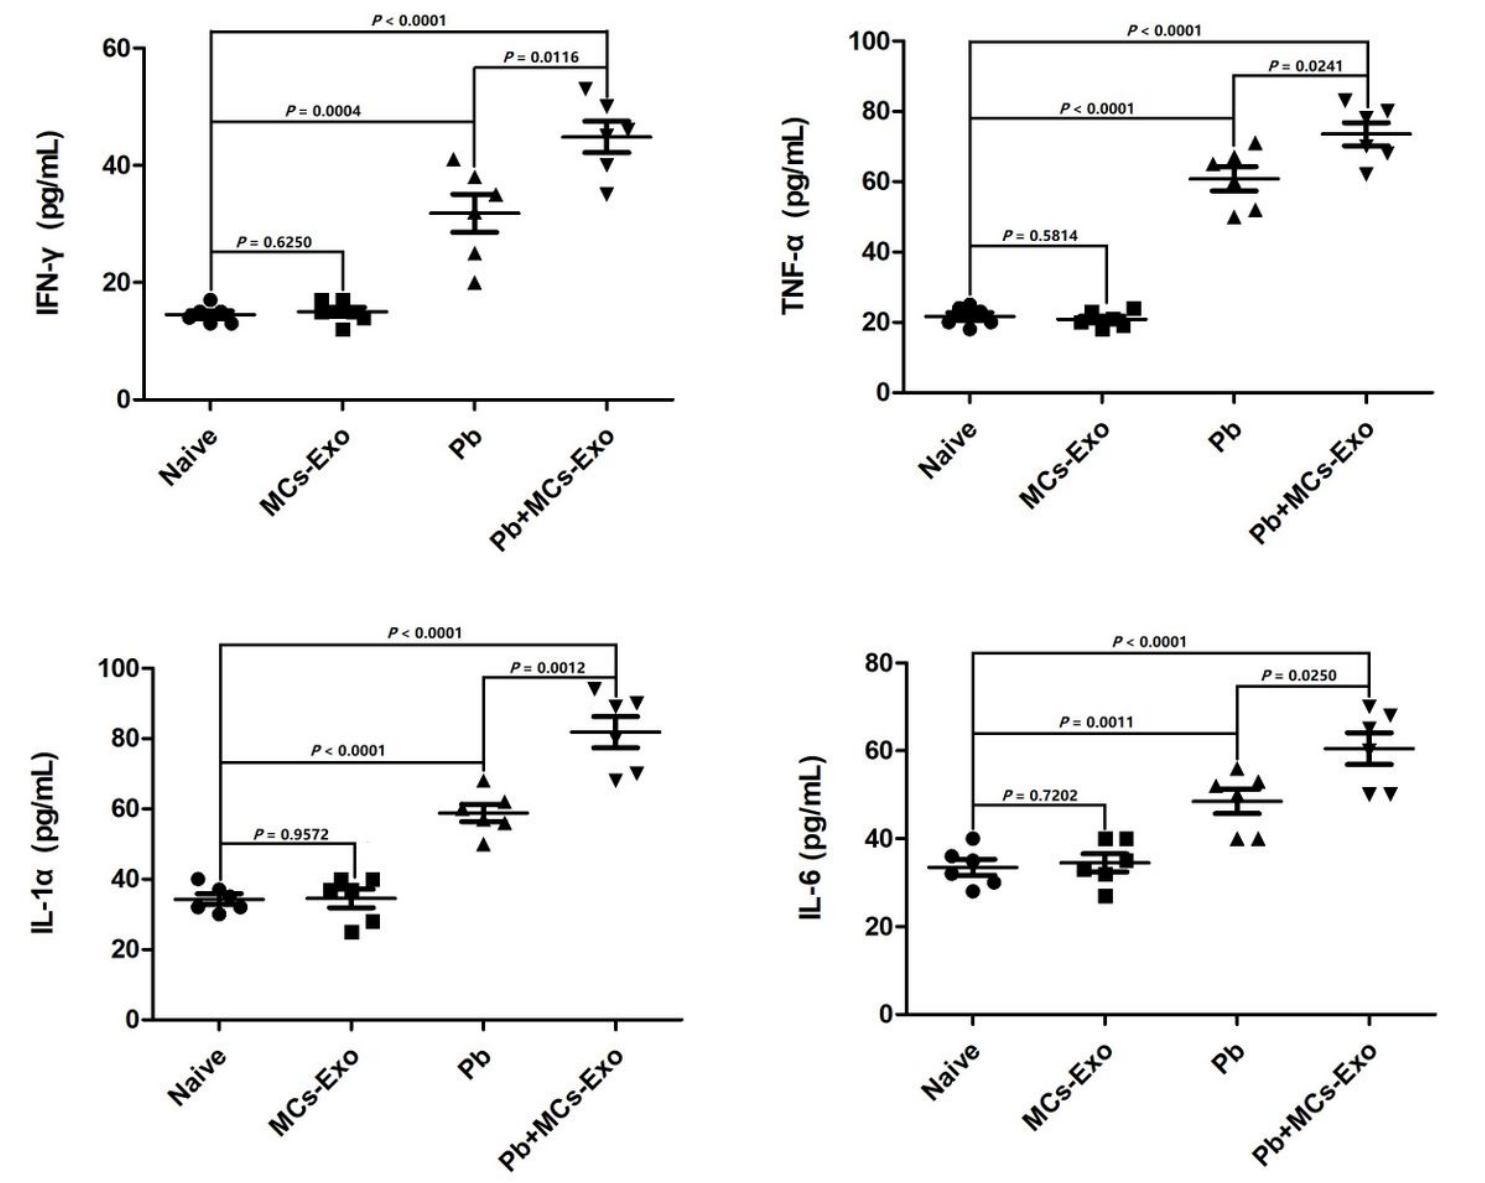 P < 0.0001
P = 0.0116
P = 0.0004
P = 0.6250
IFN-γ (pg/mL)
60
40
20
0
Naive
MCs-Exo
Pb
Pb+MCs-Exo
P < 0.0001
P = 0.0241
P < 0.0001
P = 0.5814
TNF-α (pg/mL)
100
80
60
40
20
0
Naive
MCs-Exo
Pb
Pb+MCs-Exo
P < 0.0001
P = 0.0012
P < 0.0001
P = 0.9572
IL-1α (pg/mL)
100
80
60
40
20
0
Naive
MCs-Exo
Pb
Pb+MCs-Exo
P < 0.0001
P = 0.0250
P = 0.0011
P = 0.7202
IL-6 (pg/mL)
80
60
40
20
0
Naive
MCs-Exo
Pb
Pb+MCs-Exo